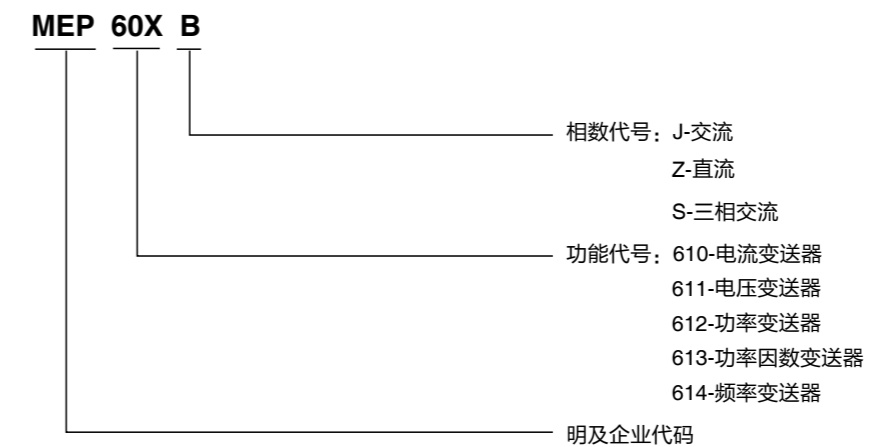 MEP 60X B
相数代号：J-交流
Z-直流
S-三相交流
功能代号：610-电流变送器
611-电压变送器
612-功率变送器
613-功率因数变送器
614-频率变送器
明及企业代码